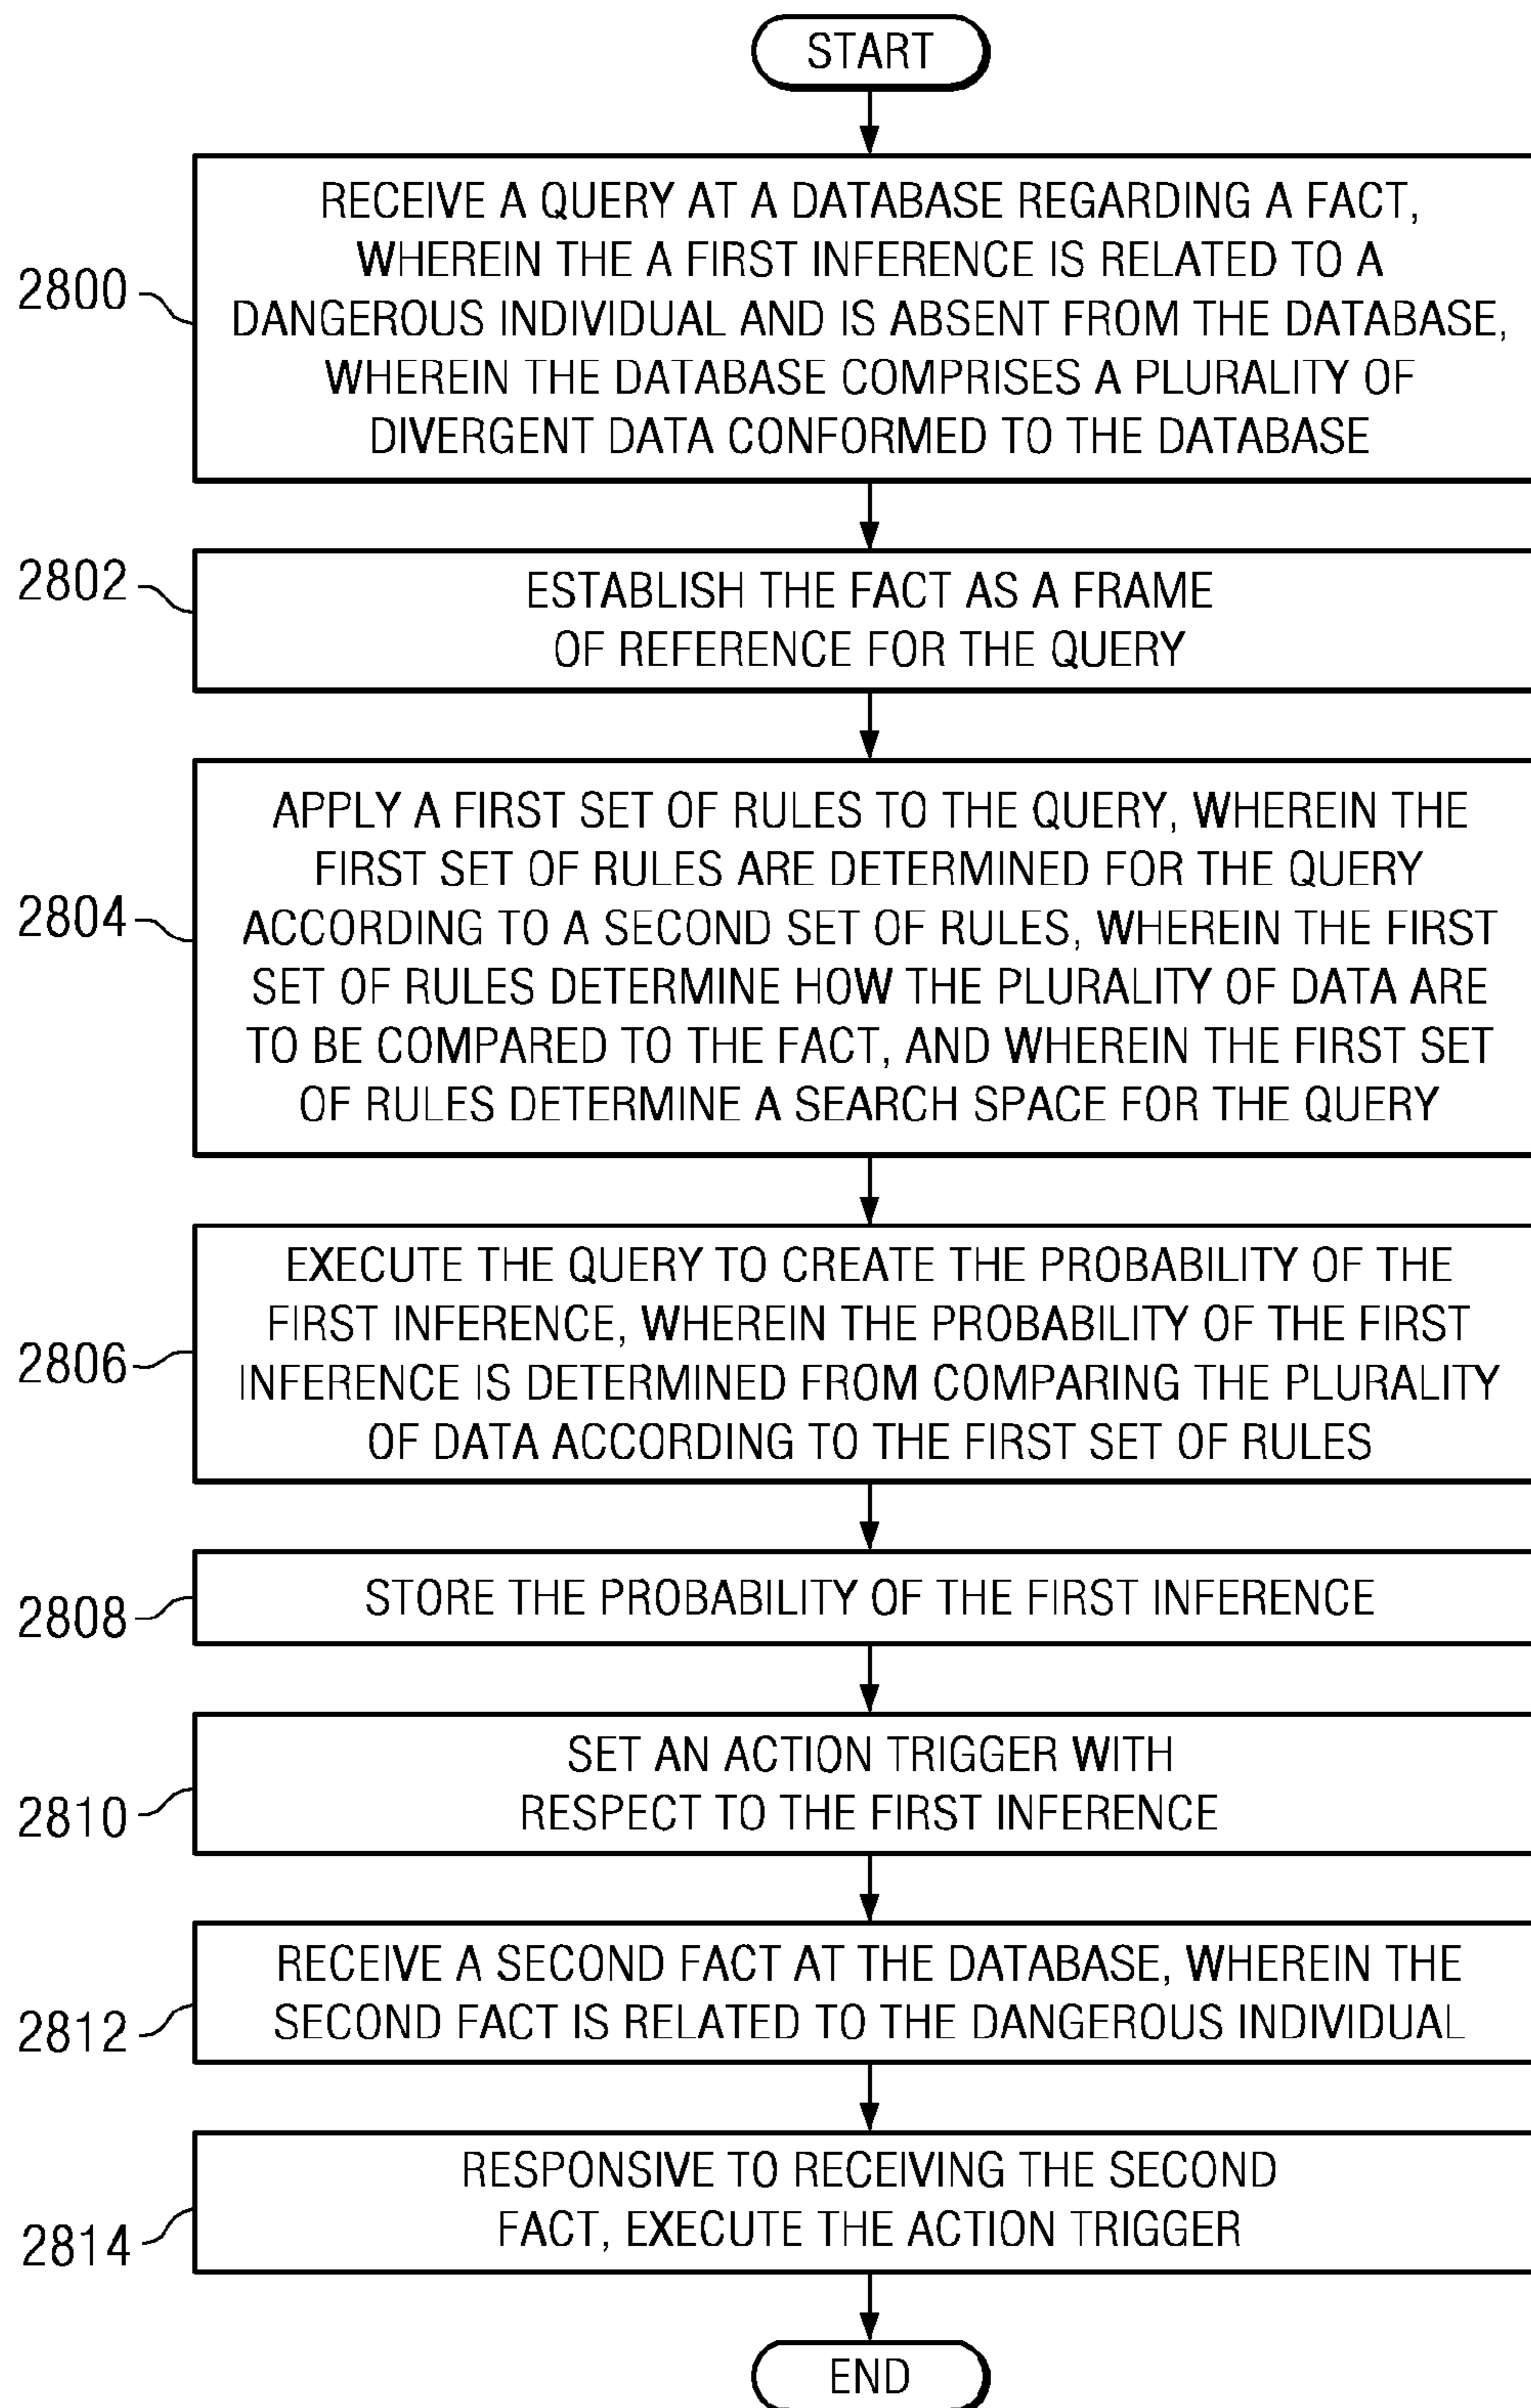 START
2800
RECEIVE A QUERY AT A DATABASE REGARDING A FACT,
WHEREIN THE A FIRST INFERENCE IS RELATED TO A
DANGEROUS INDIVIDUAL AND IS ABSENT FROM THE DATABASE,
WHEREIN THE DATABASE COMPRISES A PLURALITY OF
DIVERGENT DATA CONFORMED TO THE DATABASE
2802
ESTABLISH THE FACT AS A FRAME
OF REFERENCE FOR THE QUERY
2804
APPLY A FIRST SET OF RULES TO THE QUERY, WHEREIN THE
FIRST SET OF RULES ARE DETERMINED FOR THE QUERY
ACCORDING TO A SECOND SET OF RULES, WHEREIN THE FIRST
SET OF RULES DETERMINE HOW THE PLURALITY OF DATA ARE
TO BE COMPARED TO THE FACT, AND WHEREIN THE FIRST SET
OF RULES DETERMINE A SEARCH SPACE FOR THE QUERY
2806
EXECUTE THE QUERY TO CREATE THE PROBABILITY OF THE
FIRST INFERENCE, WHEREIN THE PROBABILITY OF THE FIRST
INFERENCE IS DETERMINED FROM COMPARING THE PLURALITY
OF DATA ACCORDING TO THE FIRST SET OF RULES
2808
STORE THE PROBABILITY OF THE FIRST INFERENCE
2810
SET AN ACTION TRIGGER WITH
RESPECT TO THE FIRST INFERENCE
2812
RECEIVE A SECOND FACT AT THE DATABASE, WHEREIN THE
SECOND FACT IS RELATED TO THE DANGEROUS INDIVIDUAL
2814
RESPONSIVE TO RECEIVING THE SECOND
FACT, EXECUTE THE ACTION TRIGGER
END